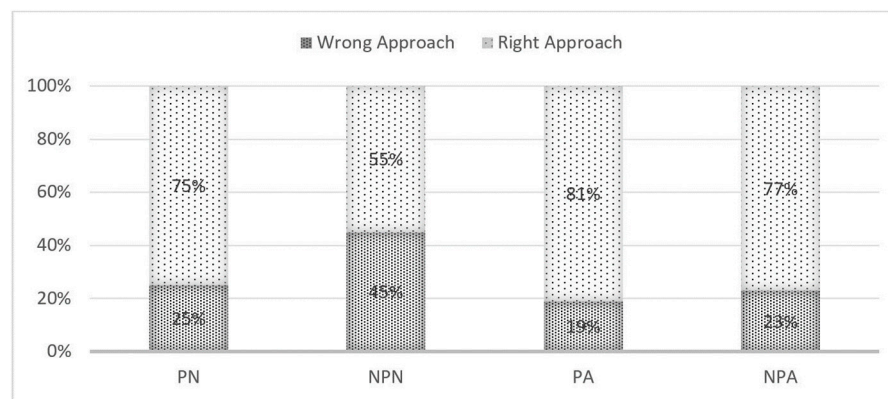 Wrong Approach Right Approach
100%
80%
60%
40%
20%
0%
75% 55% 81% 77%
25% 45% 19% 23%
PN NPN PA NPA